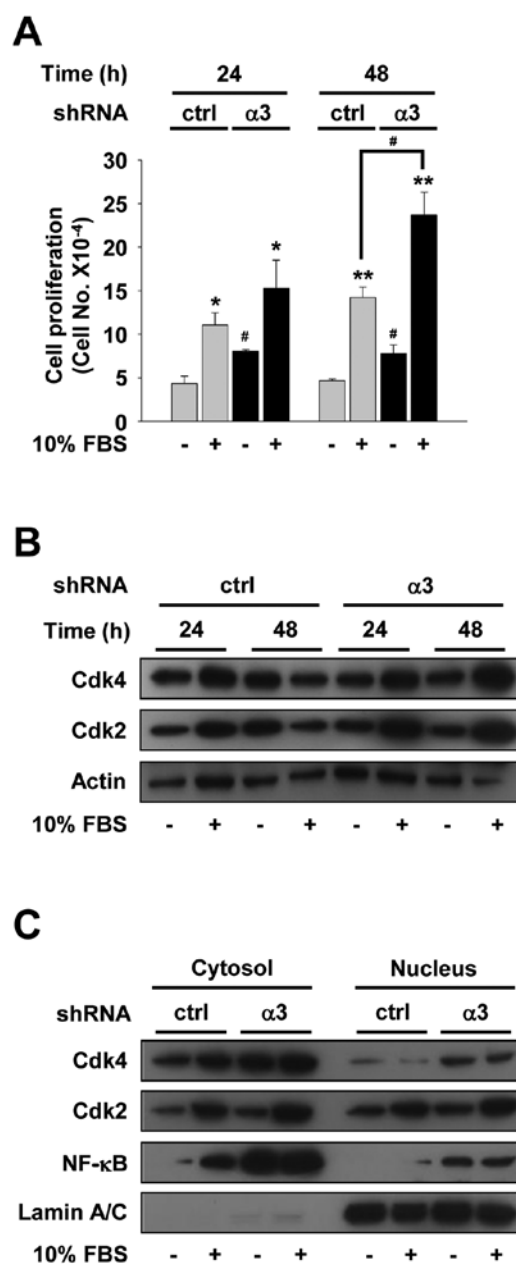 A
Time (h) 24 48
shRNA ctrl α3 ctrl α3
30
25
20
15
10
5
0
Cell proliferation
(Cell No. X10-4)
* # * ** # ** #
10% FBS - + - + - + - +
B
shRNA ctrl α3
Time (h) 24 48 24 48
Cdk4
Cdk2
Actin
10% FBS - + - + - + - +
C
Cytosol Nucleus
shRNA ctrl α3 ctrl α3
Cdk4
Cdk2
NF-κB
Lamin A/C
10% FBS - + - + - + - +